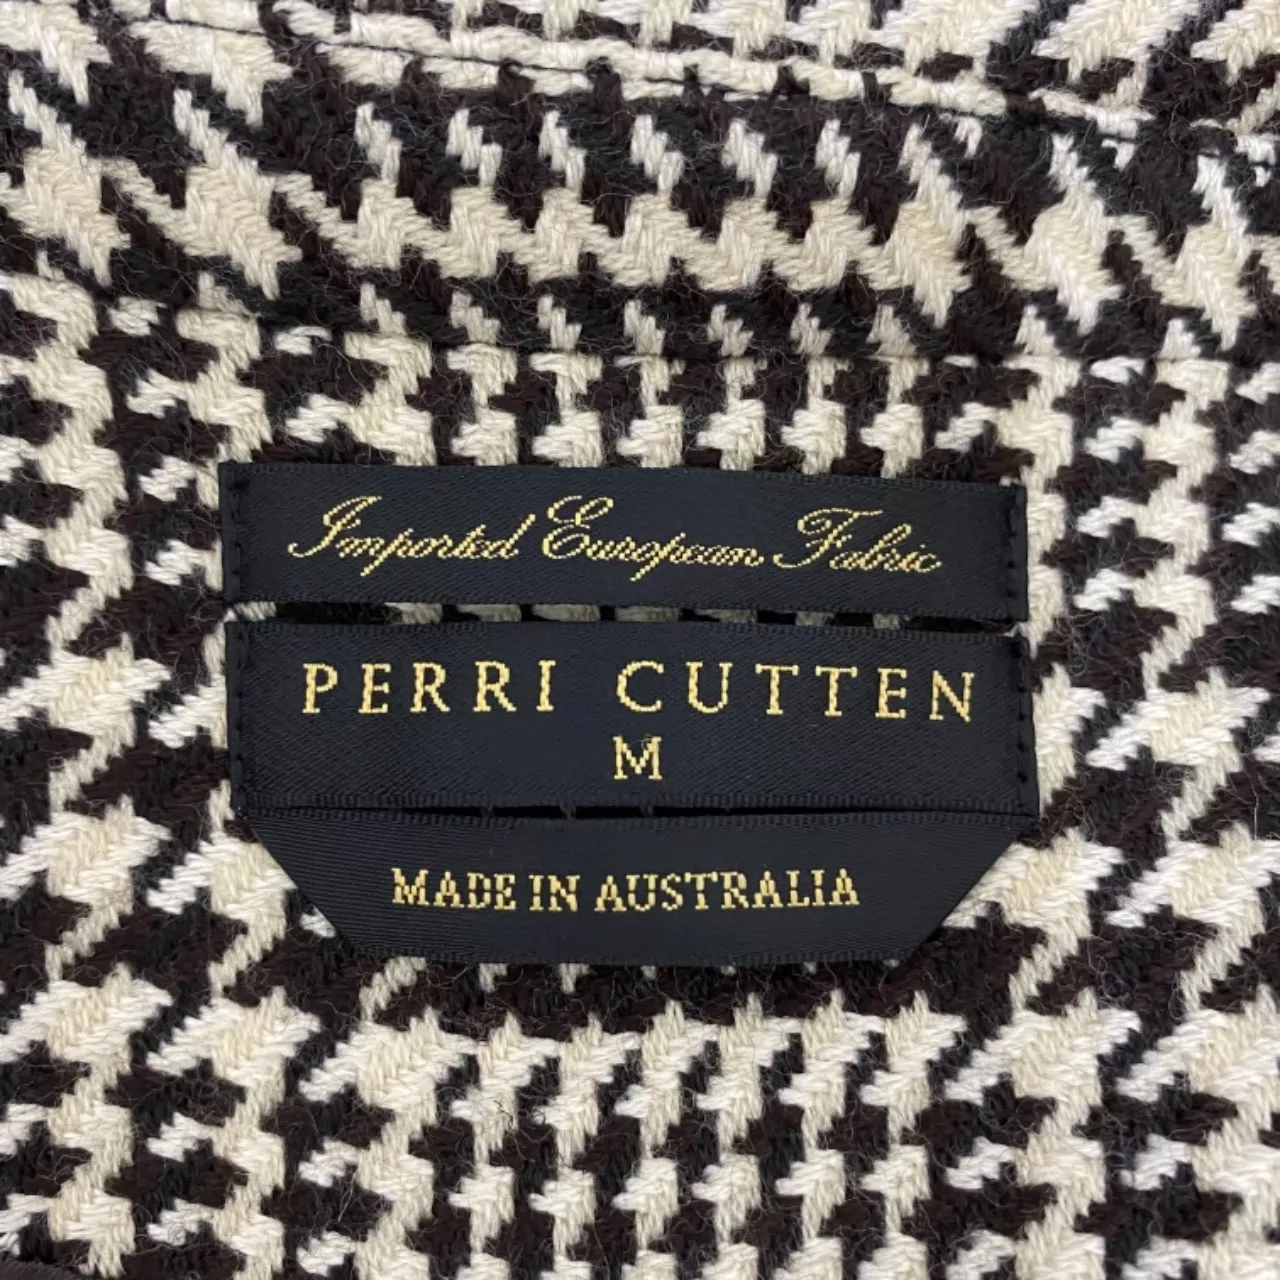 Imported European Fabric
PERRI CUTTEN
M
MADE IN AUSTRALIA